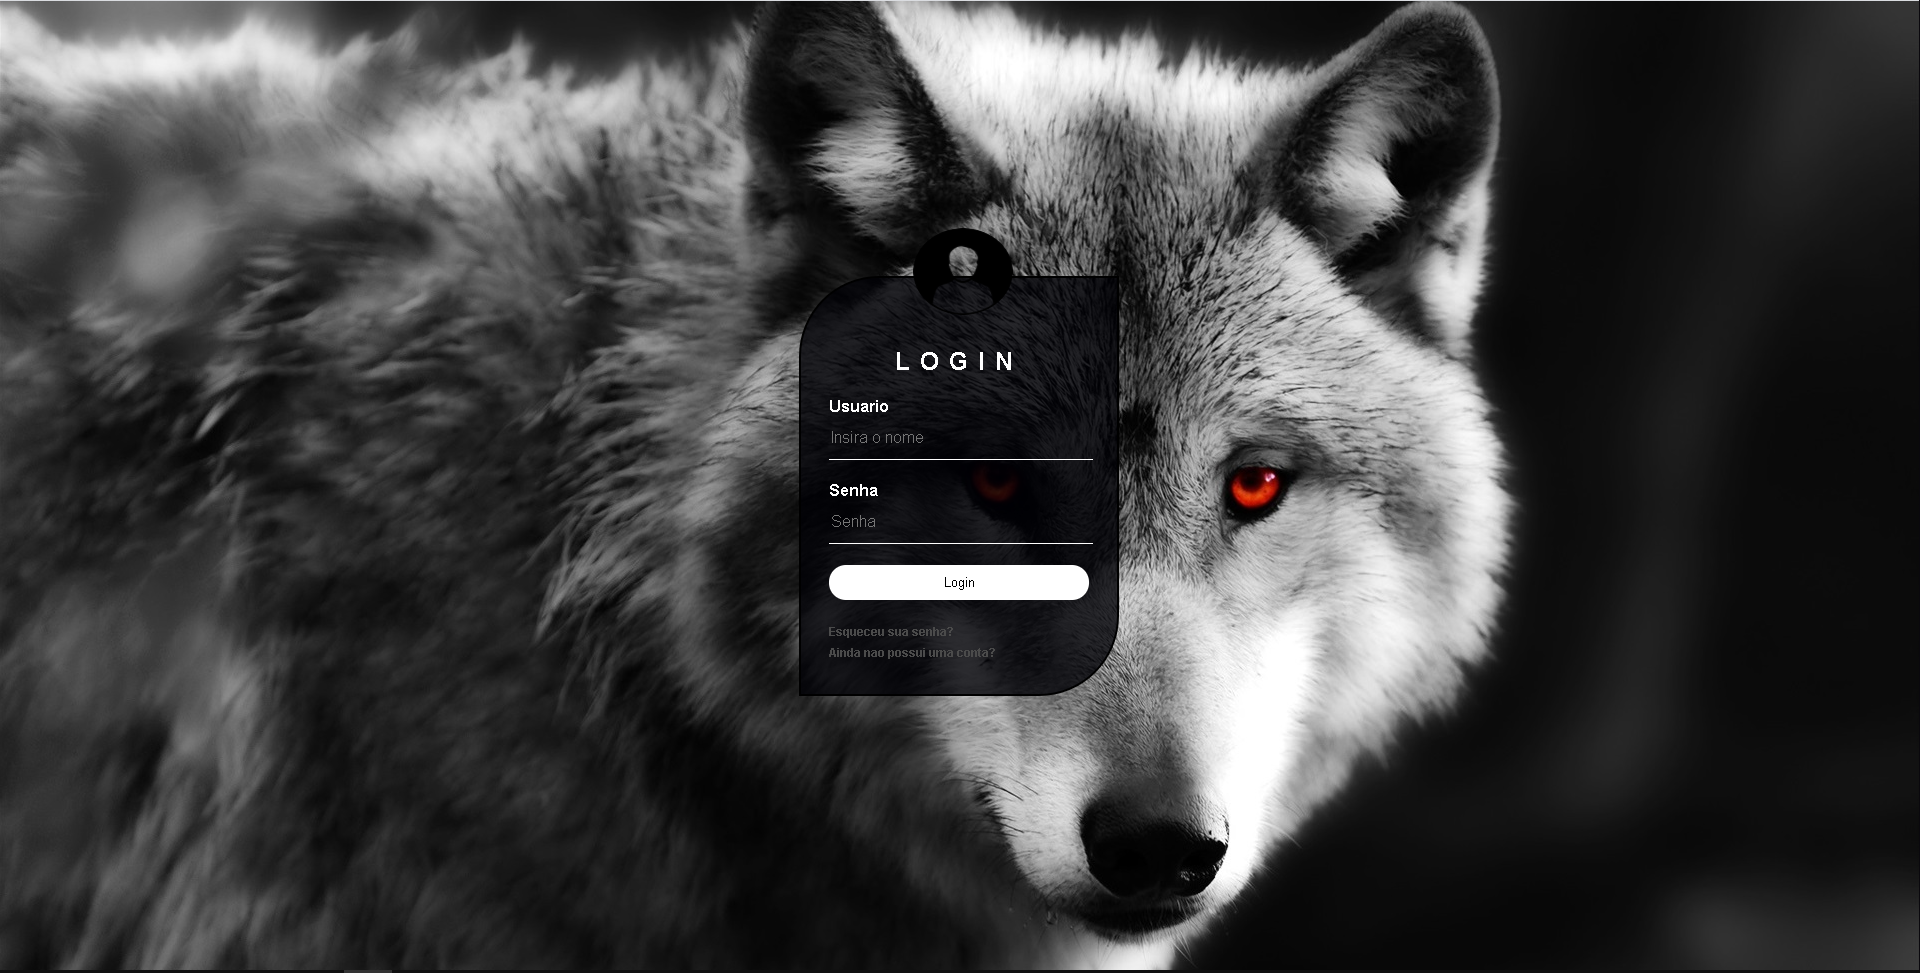 LOGIN
Usuario
Insira o nome
Senha
Senha
Login
Esqueceu sua senha?
Ainda nao possui uma conta?